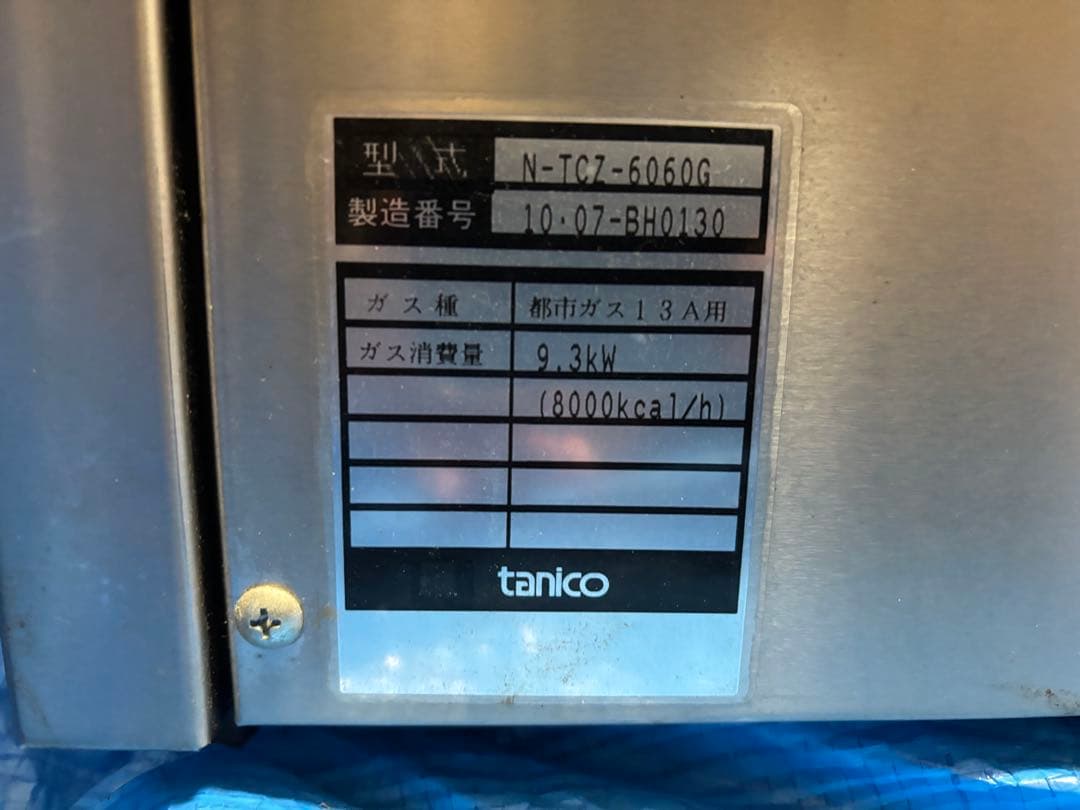 型式 N-TCZ-6060G
製造番号 10・07-BH0130
ガス種 都市ガス13A用
ガス消費量 9.3kW
(8000kcal/h)
tanico